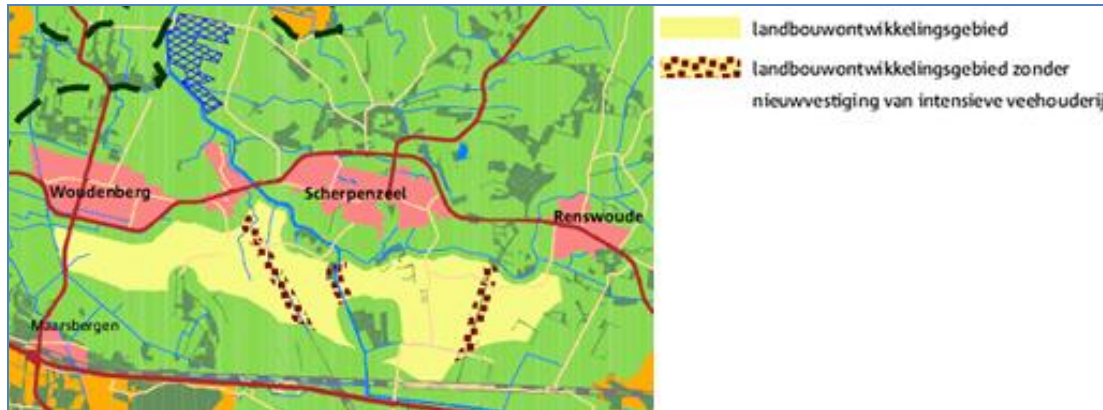 landbouwontwikkelingsgebied
landbouwontwikkelingsgebied zonder
nieuwvestiging van intensieve veehouderij
Woudenberg
Scherpenzeel
Renswoude
Maarsbergen